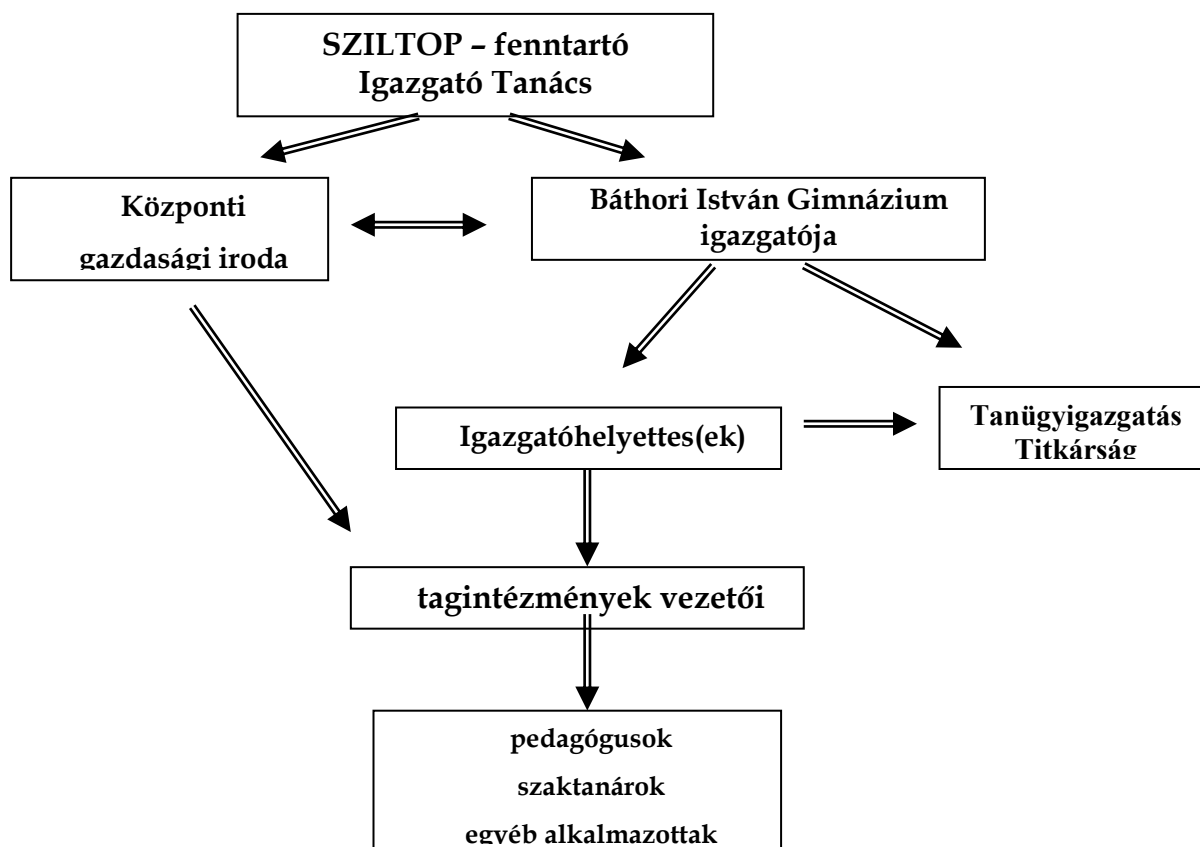 SZILTOP – fenntartó
Igazgató Tanács
Központi
gazdasági iroda
Báthori István Gimnázium
igazgatója
Igazgatóhelyettes(ek)
Tanügyigazgatás
Titkárság
tagintézmények vezetői
pedagógusok
szaktanárok
egyéb alkalmazottak